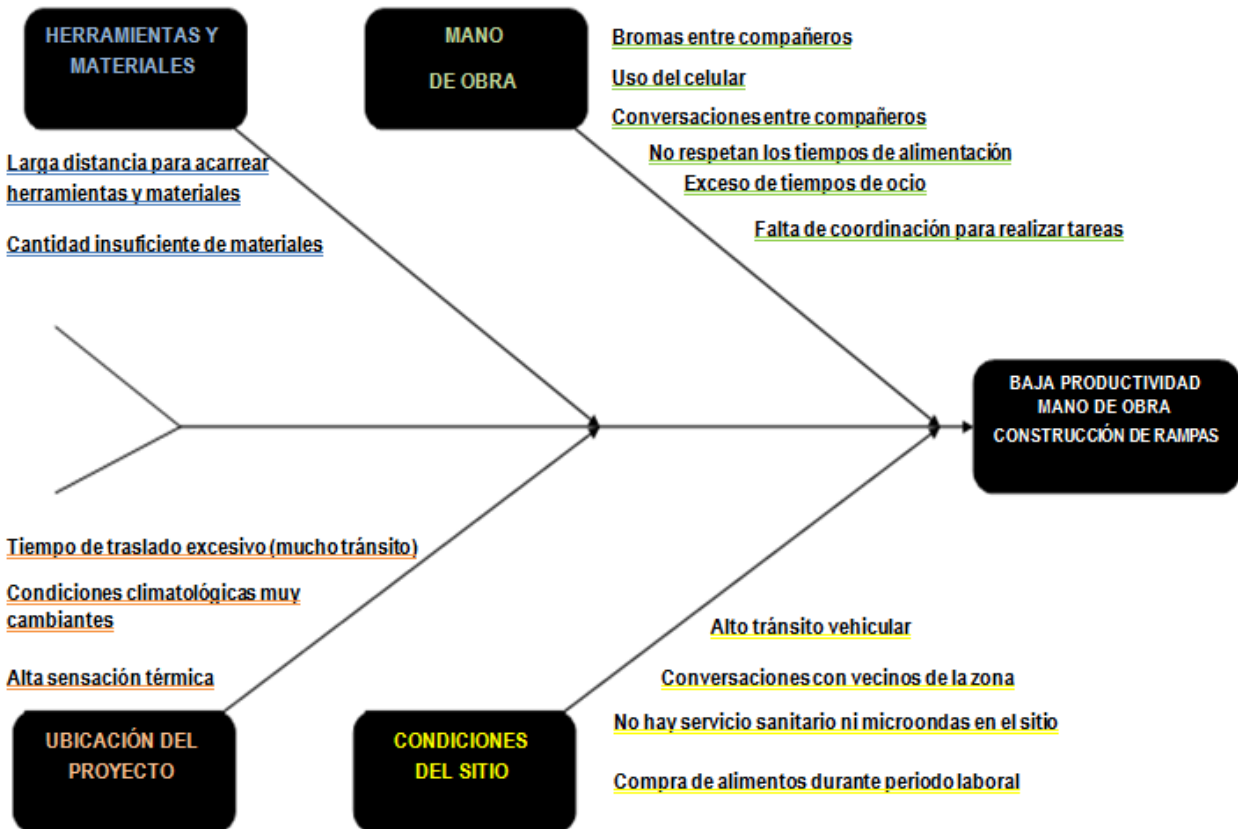 HERRAMIENTAS Y
MATERIALES
Larga distancia para acarrear
herramientas y materiales
Cantidad insuficiente de materiales
MANO
DE OBRA
Bromas entre compañeros
Uso del celular
Conversaciones entre compañeros
No respetan los tiempos de alimentación
Exceso de tiempos de ocio
Falta de coordinación para realizar tareas
BAJA PRODUCTIVIDAD
MANO DE OBRA
CONSTRUCCIÓN DE RAMPAS
Tiempo de traslado excesivo (mucho tránsito)
Condiciones climatológicas muy
cambiantes
Alta sensación térmica
UBICACIÓN DEL
PROYECTO
Alto tránsito vehicular
Conversaciones con vecinos de la zona
No hay servicio sanitario ni microondas en el sitio
Compra de alimentos durante periodo laboral
CONDICIONES
DEL SITIO